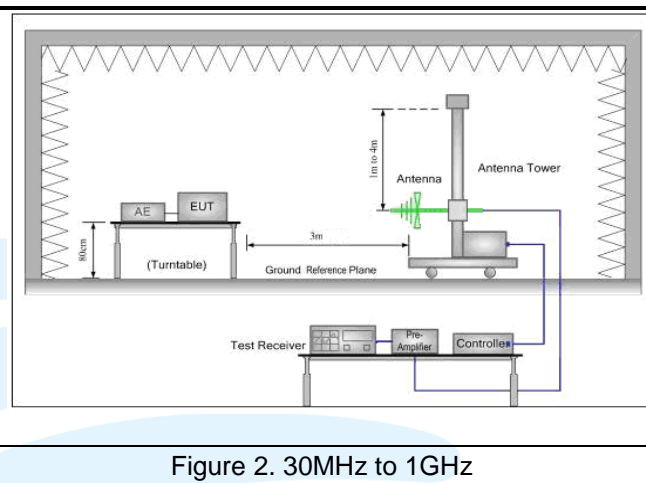 1m to 4m
Antenna
Antenna Tower
AE
EUT
80cm
3m
(Turntable)
Ground Reference Plane
Test Receiver
Pre-
Amplifier
Controller
Figure 2. 30MHz to 1GHz